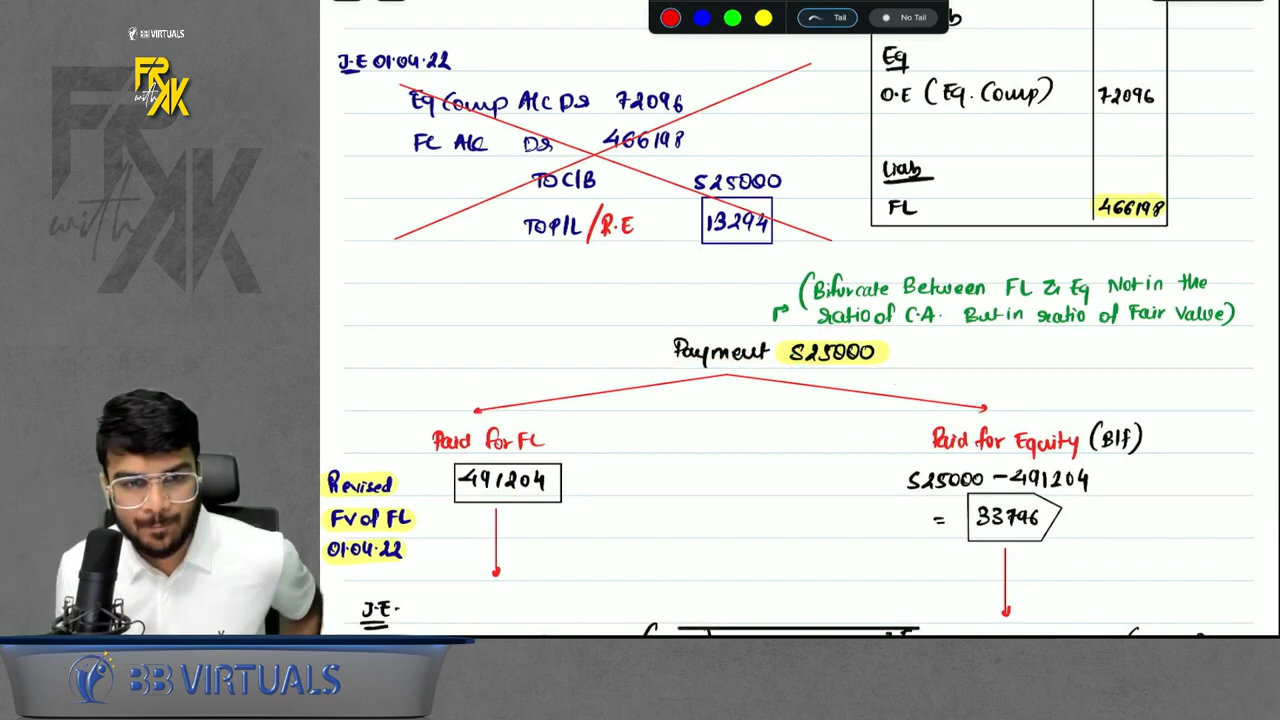 BB VIRTUALS
FR
with AK
FR
with AK
Tail
No Tail
J.E 01.04.22
Eq Comp A/c Dr 72096
FL A/c Dr 466198
TO C/B 525000
TO P/L /R.E 13294
Eq
O.E (Eq. Comp) 72096
Liab
FL 466198
(Bifurcate Between FL & Eq Not in the
ratio of C.A. But in ratio of Fair Value)
Payment 525000
Paid for FL
491204
Revised
FV of FL
01.04.22
Paid for Equity (B/f)
525000 - 491204
= 33796
J.E.
BB VIRTUALS